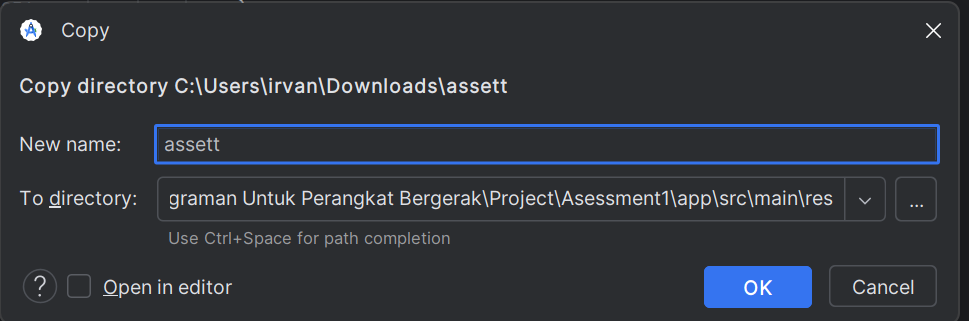 Copy
Copy directory C:\Users\irvan\Downloads\assett
New name: assett
To directory: graman Untuk Perangkat Bergerak\Project\Asessment1\app\src\main\res ...
Use Ctrl+Space for path completion
? Open in editor OK Cancel